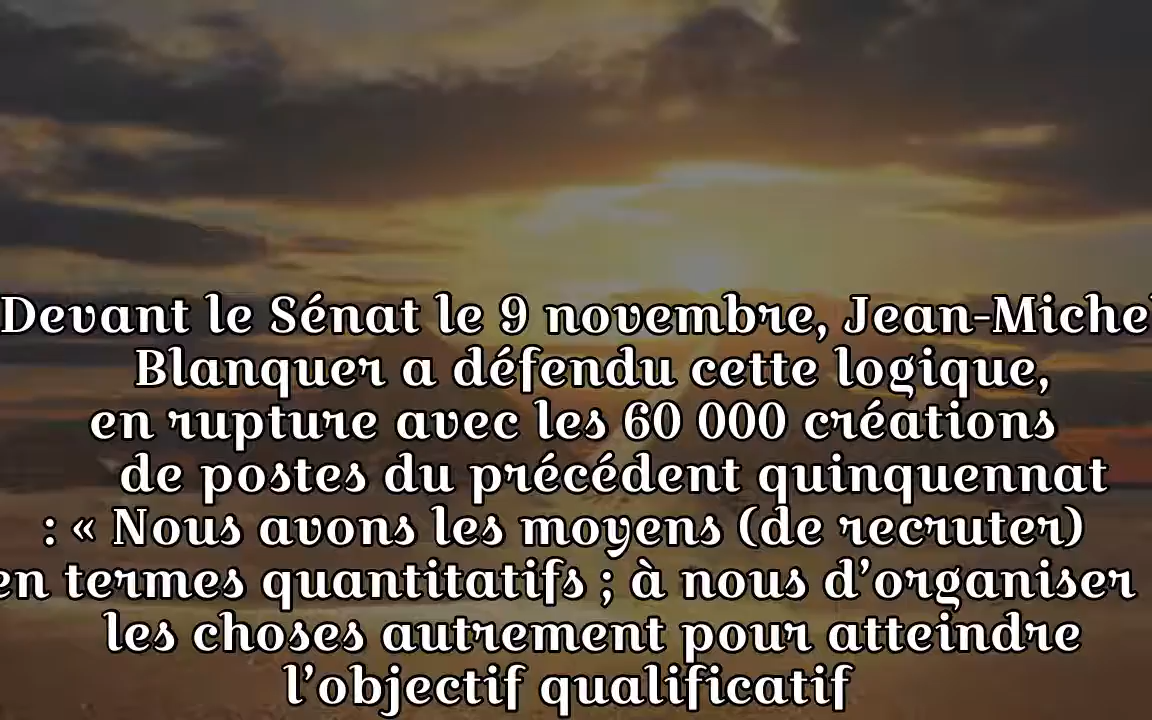 Devant le Sénat le 9 novembre, Jean-Michel
Blanquer a défendu cette logique,
en rupture avec les 60 000 créations
de postes du précédent quinquennat
: « Nous avons les moyens (de recruter)
en termes quantitatifs ; à nous d’organiser
les choses autrement pour atteindre
l’objectif qualificatif